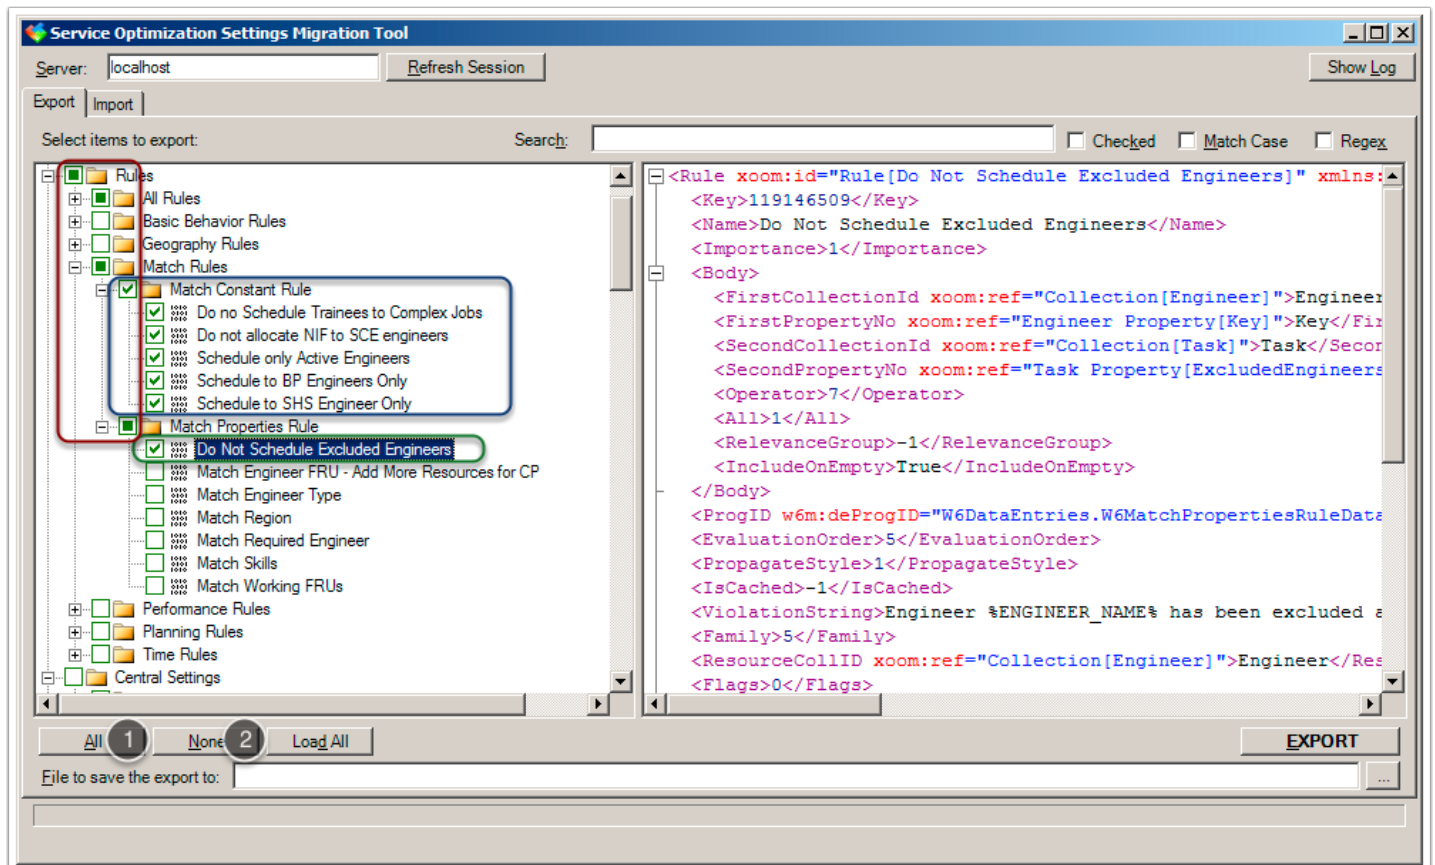 Service Optimization Settings Migration Tool
Server: localhost Refresh Session Show Log
Export Import
Select items to export: Search: Checked Match Case Regex
Rules
All Rules
Basic Behavior Rules
Geography Rules
Match Rules
Match Constant Rule
Do no Schedule Trainees to Complex Jobs
Do not allocate NIF to SCE engineers
Schedule only Active Engineers
Schedule to BP Engineers Only
Schedule to SHS Engineer Only
Match Properties Rule
Do Not Schedule Excluded Engineers
Match Engineer FRU - Add More Resources for CP
Match Engineer Type
Match Region
Match Required Engineer
Match Skills
Match Working FRUs
Performance Rules
Planning Rules
Time Rules
Central Settings
<Rule xoom:id="Rule[Do Not Schedule Excluded Engineers]" xmlns:
<Key>119146509</Key>
<Name>Do Not Schedule Excluded Engineers</Name>
<Importance>1</Importance>
<Body>
<FirstCollectionId xoom:ref="Collection[Engineer]">Engineer
<FirstPropertyNo xoom:ref="Engineer Property[Key]">Key</Fir
<SecondCollectionId xoom:ref="Collection[Task]">Task</Secon
<SecondPropertyNo xoom:ref="Task Property[ExcludedEngineers
<Operator>7</Operator>
<All>1</All>
<RelevanceGroup>-1</RelevanceGroup>
<IncludeOnEmpty>True</IncludeOnEmpty>
</Body>
<ProgID w6m:deProgID="W6DataEntries.W6MatchPropertiesRuleData
<EvaluationOrder>5</EvaluationOrder>
<PropagateStyle>1</PropagateStyle>
<IsCached>-1</IsCached>
<ViolationString>Engineer %ENGINEER_NAME% has been excluded a
<Family>5</Family>
<ResourceCollID xoom:ref="Collection[Engineer]">Engineer</Res
<Flags>0</Flags>
All 1 None 2 Load All EXPORT
File to save the export to: ...